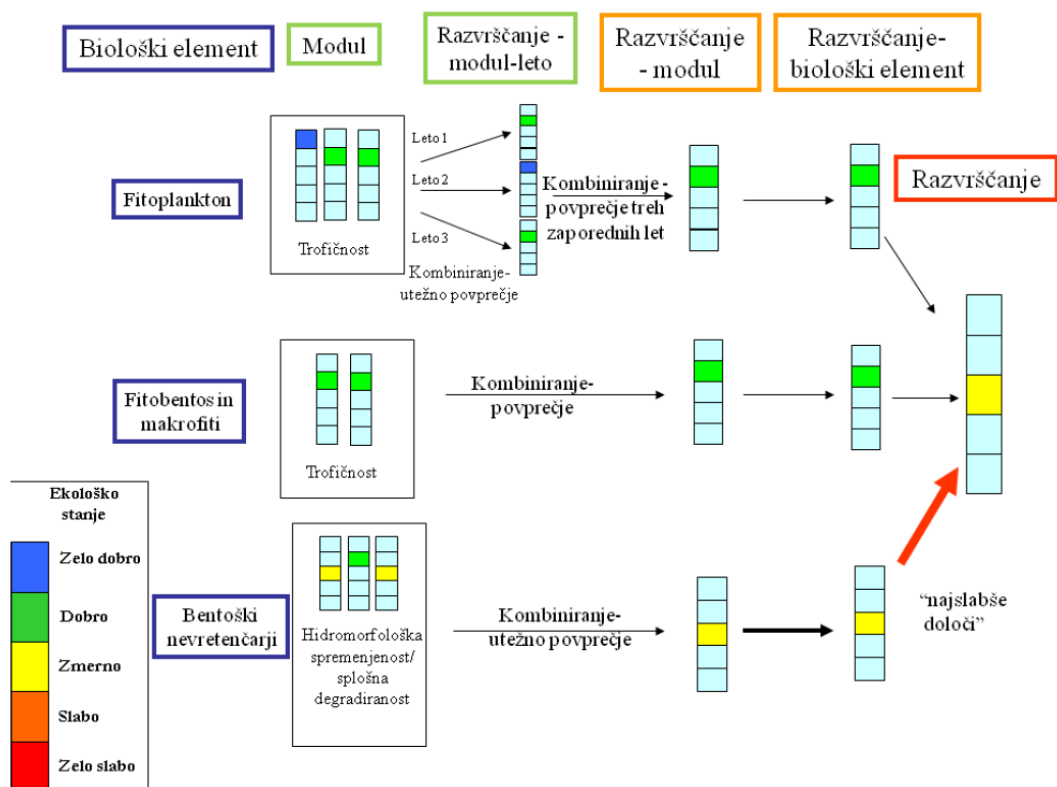 Biološki element
Modul
Razvrščanje -
modul-leto
Razvrščanje
- modul
Razvrščanje-
biološki element
Fitoplankton
Trofičnost
Leto 1
Leto 2
Leto 3
Kombiniranje-
utežno povprečje
Kombiniranje -
povprečje treh
zaporednih let
Razvrščanje
Fitobentos in
makrofiti
Trofičnost
Kombiniranje-
povprečje
Ekološko
stanje
Zelo dobro
Dobro
Zmerno
Slabo
Zelo slabo
Bentoški
nevretenčarji
Hidromorfološka
spremenjenost/
splošna
degradiranost
Kombiniranje-
utežno povprečje
“najslabše
določi”